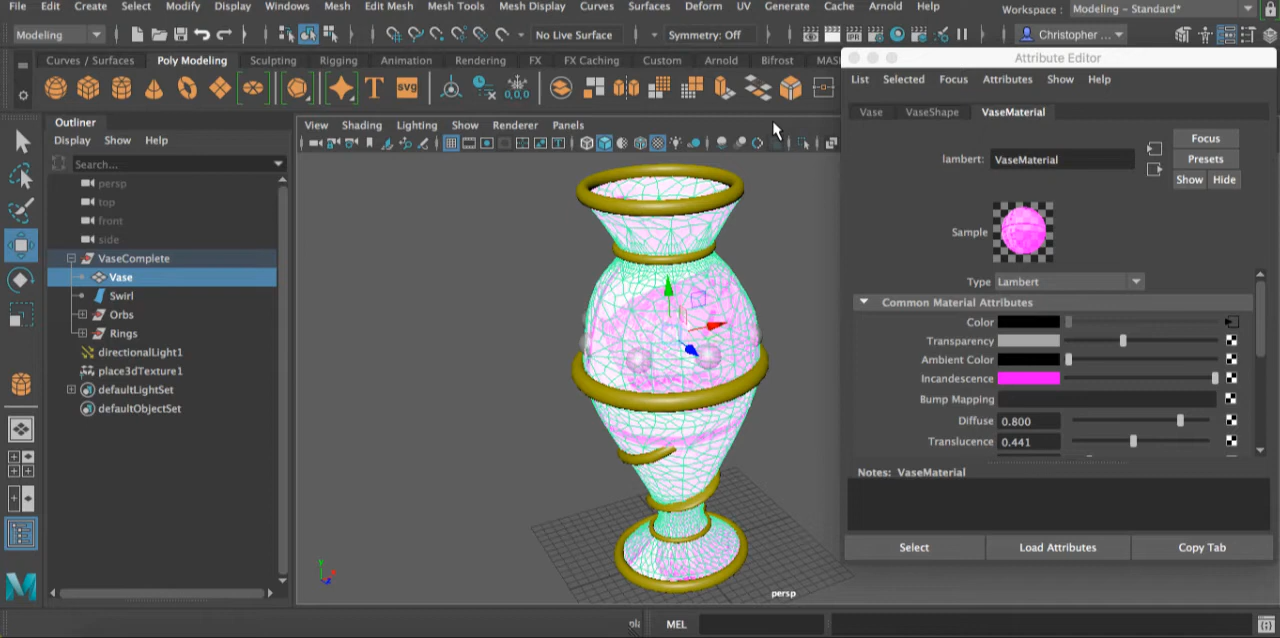 File Edit Create Select Modify Display Windows Mesh Edit Mesh Mesh Tools Mesh Display Curves Surfaces Deform UV Generate Cache Arnold Help Workspace : Modeling - Standard*
Modeling No Live Surface Symmetry: Off Christopher ...
Curves / Surfaces Poly Modeling Sculpting Rigging Animation Rendering FX FX Caching Custom Arnold Bifrost MAS
T SVG 0,0,0
Attribute Editor
List Selected Focus Attributes Show Help
Vase VaseShape VaseMaterial
Focus
lambert: VaseMaterial
Presets
Show Hide
Sample
Type Lambert
Common Material Attributes
Color
Transparency
Ambient Color
Incandescence
Bump Mapping
Diffuse 0.800
Translucence 0.441
Notes: VaseMaterial
Select Load Attributes Copy Tab
Outliner
Display Show Help
Search...
persp
top
front
side
VaseComplete
Vase
Swirl
Orbs
Rings
directionalLight1
place3dTexture1
defaultLightSet
defaultObjectSet
View Shading Lighting Show Renderer Panels
persp
MEL